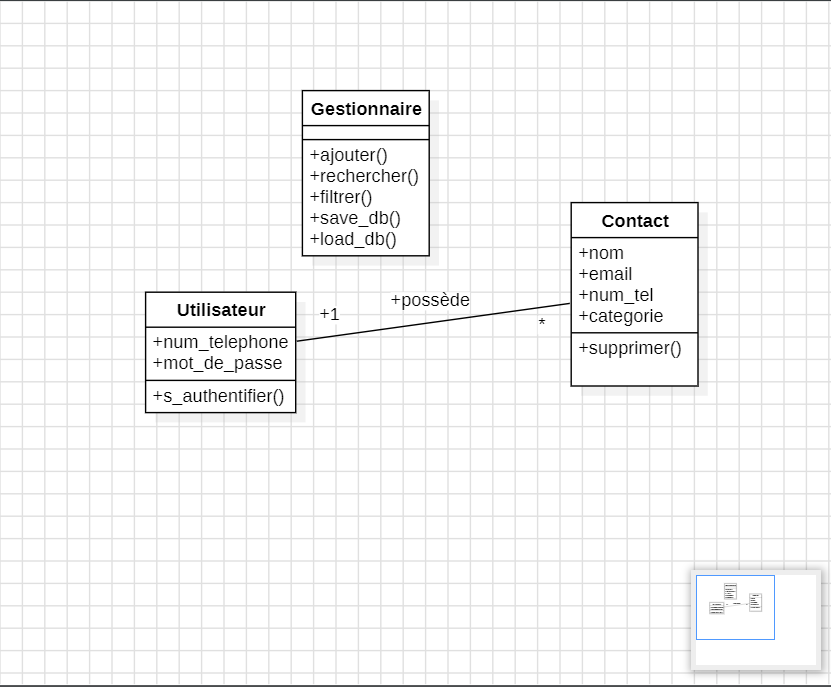 Gestionnaire
+ajouter()
+rechercher()
+filtrer()
+save_db()
+load_db()
Contact
+nom
+email
+num_tel
+categorie
+supprimer()
Utilisateur
+num_telephone
+mot_de_passe
+s_authentifier()
+1
+possède
*